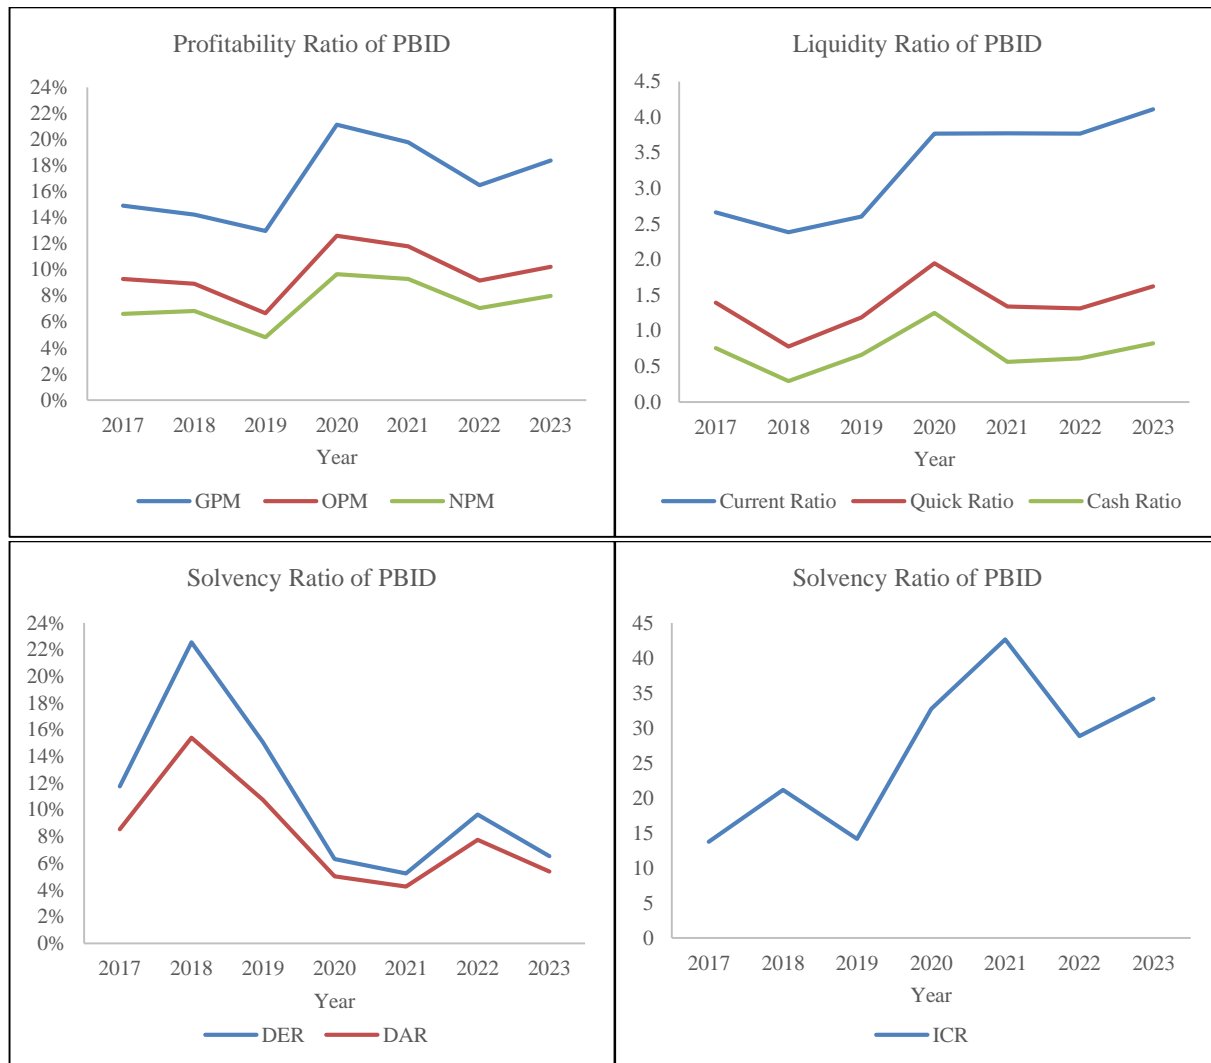 Profitability Ratio of PBID
24%
22%
20%
18%
16%
14%
12%
10%
8%
6%
4%
2%
0%
2017 2018 2019 2020 2021 2022 2023
Year
GPM OPM NPM
Liquidity Ratio of PBID
4.5
4.0
3.5
3.0
2.5
2.0
1.5
1.0
0.5
0.0
2017 2018 2019 2020 2021 2022 2023
Year
Current Ratio Quick Ratio Cash Ratio
Solvency Ratio of PBID
24%
22%
20%
18%
16%
14%
12%
10%
8%
6%
4%
2%
0%
2017 2018 2019 2020 2021 2022 2023
Year
DER DAR
Solvency Ratio of PBID
45
40
35
30
25
20
15
10
5
0
2017 2018 2019 2020 2021 2022 2023
Year
ICR